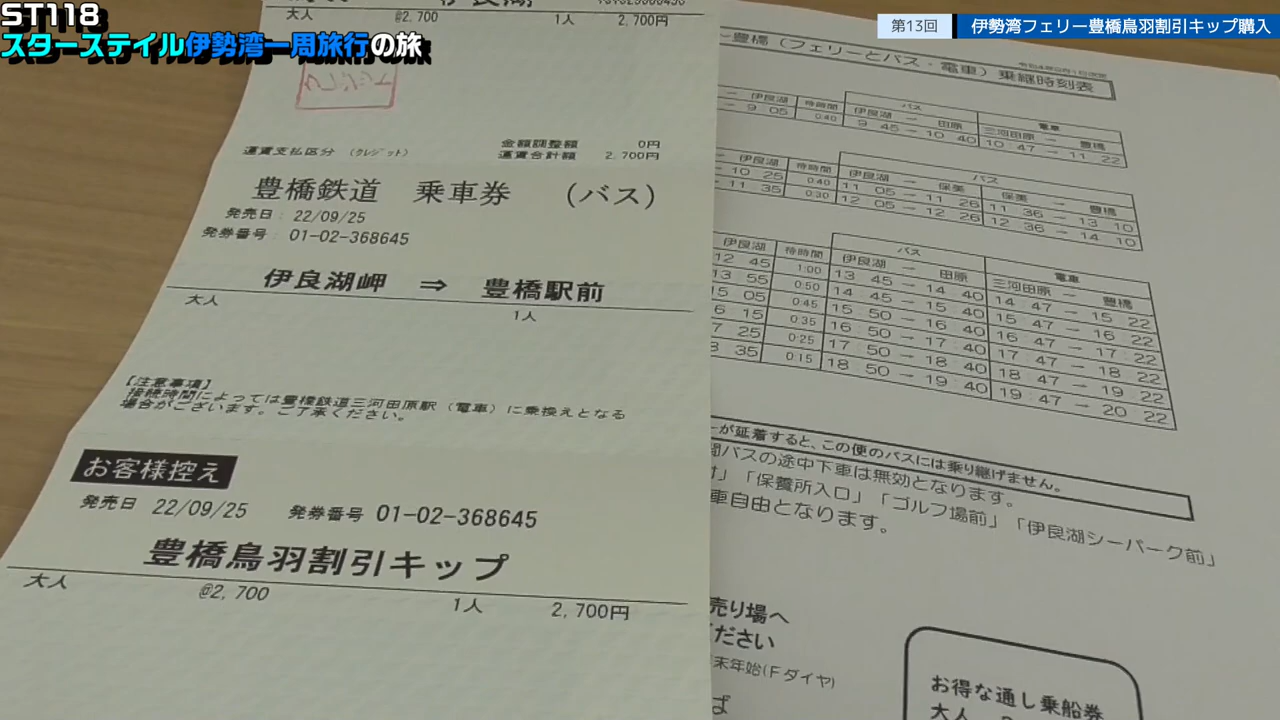 ST118
スターステイル伊勢湾一周旅行の旅
第13回
伊勢湾フェリー豊橋鳥羽割引キップ購入
大人 @2,700 1人 2,700円
クレジット
金額調整額 0円
運賃支払区分 (クレジット) 運賃合計額 2,700円
豊橋鉄道 乗車券 (バス)
発売日 : 22/09/25
発券番号 : 01-02-368645
伊良湖岬 ⇒ 豊橋駅前
大人 1人
【注意事項】
接続時間によっては豊橋鉄道三河田原駅(電車)に乗換えとなる
場合がございます。ご了承ください。
お客様控え
発売日 22/09/25 発券番号 01-02-368645
豊橋鳥羽割引キップ
大人 @2,700 1人 2,700円
豊橋(フェリーとバス・電車)乗継時刻表
バス 電車
伊良湖 待時間 伊良湖 → 田原 三河田原 → 豊橋
9 05 0:40 9 45 → 10 40 10 47 → 11 22
バス
伊良湖 待時間 伊良湖 → 保美 保美 → 豊橋
10 25 0:40 11 05 → 11 26 11 36 → 13 10
11 35 0:30 12 05 → 12 26 12 36 → 14 10
バス 電車
伊良湖 待時間 伊良湖 → 田原 三河田原 → 豊橋
12 45 1:00 13 45 → 14 40 14 47 → 15 22
13 55 0:50 14 45 → 15 40 15 47 → 16 22
15 05 0:45 15 50 → 16 40 16 47 → 17 22
6 15 0:35 16 50 → 17 40 17 47 → 18 22
7 25 0:25 17 50 → 18 40 18 47 → 19 22
8 35 0:15 18 50 → 19 40 19 47 → 20 22
ーが延着すると、この便のバスには乗り継げません。
間バスの途中下車は無効となります。
「保養所入口」「ゴルフ場前」「伊良湖シーパーク前」
車自由となります。
売り場へ
ださい
末年始(Fダイヤ)
ば
お得な通し乗船券
大人